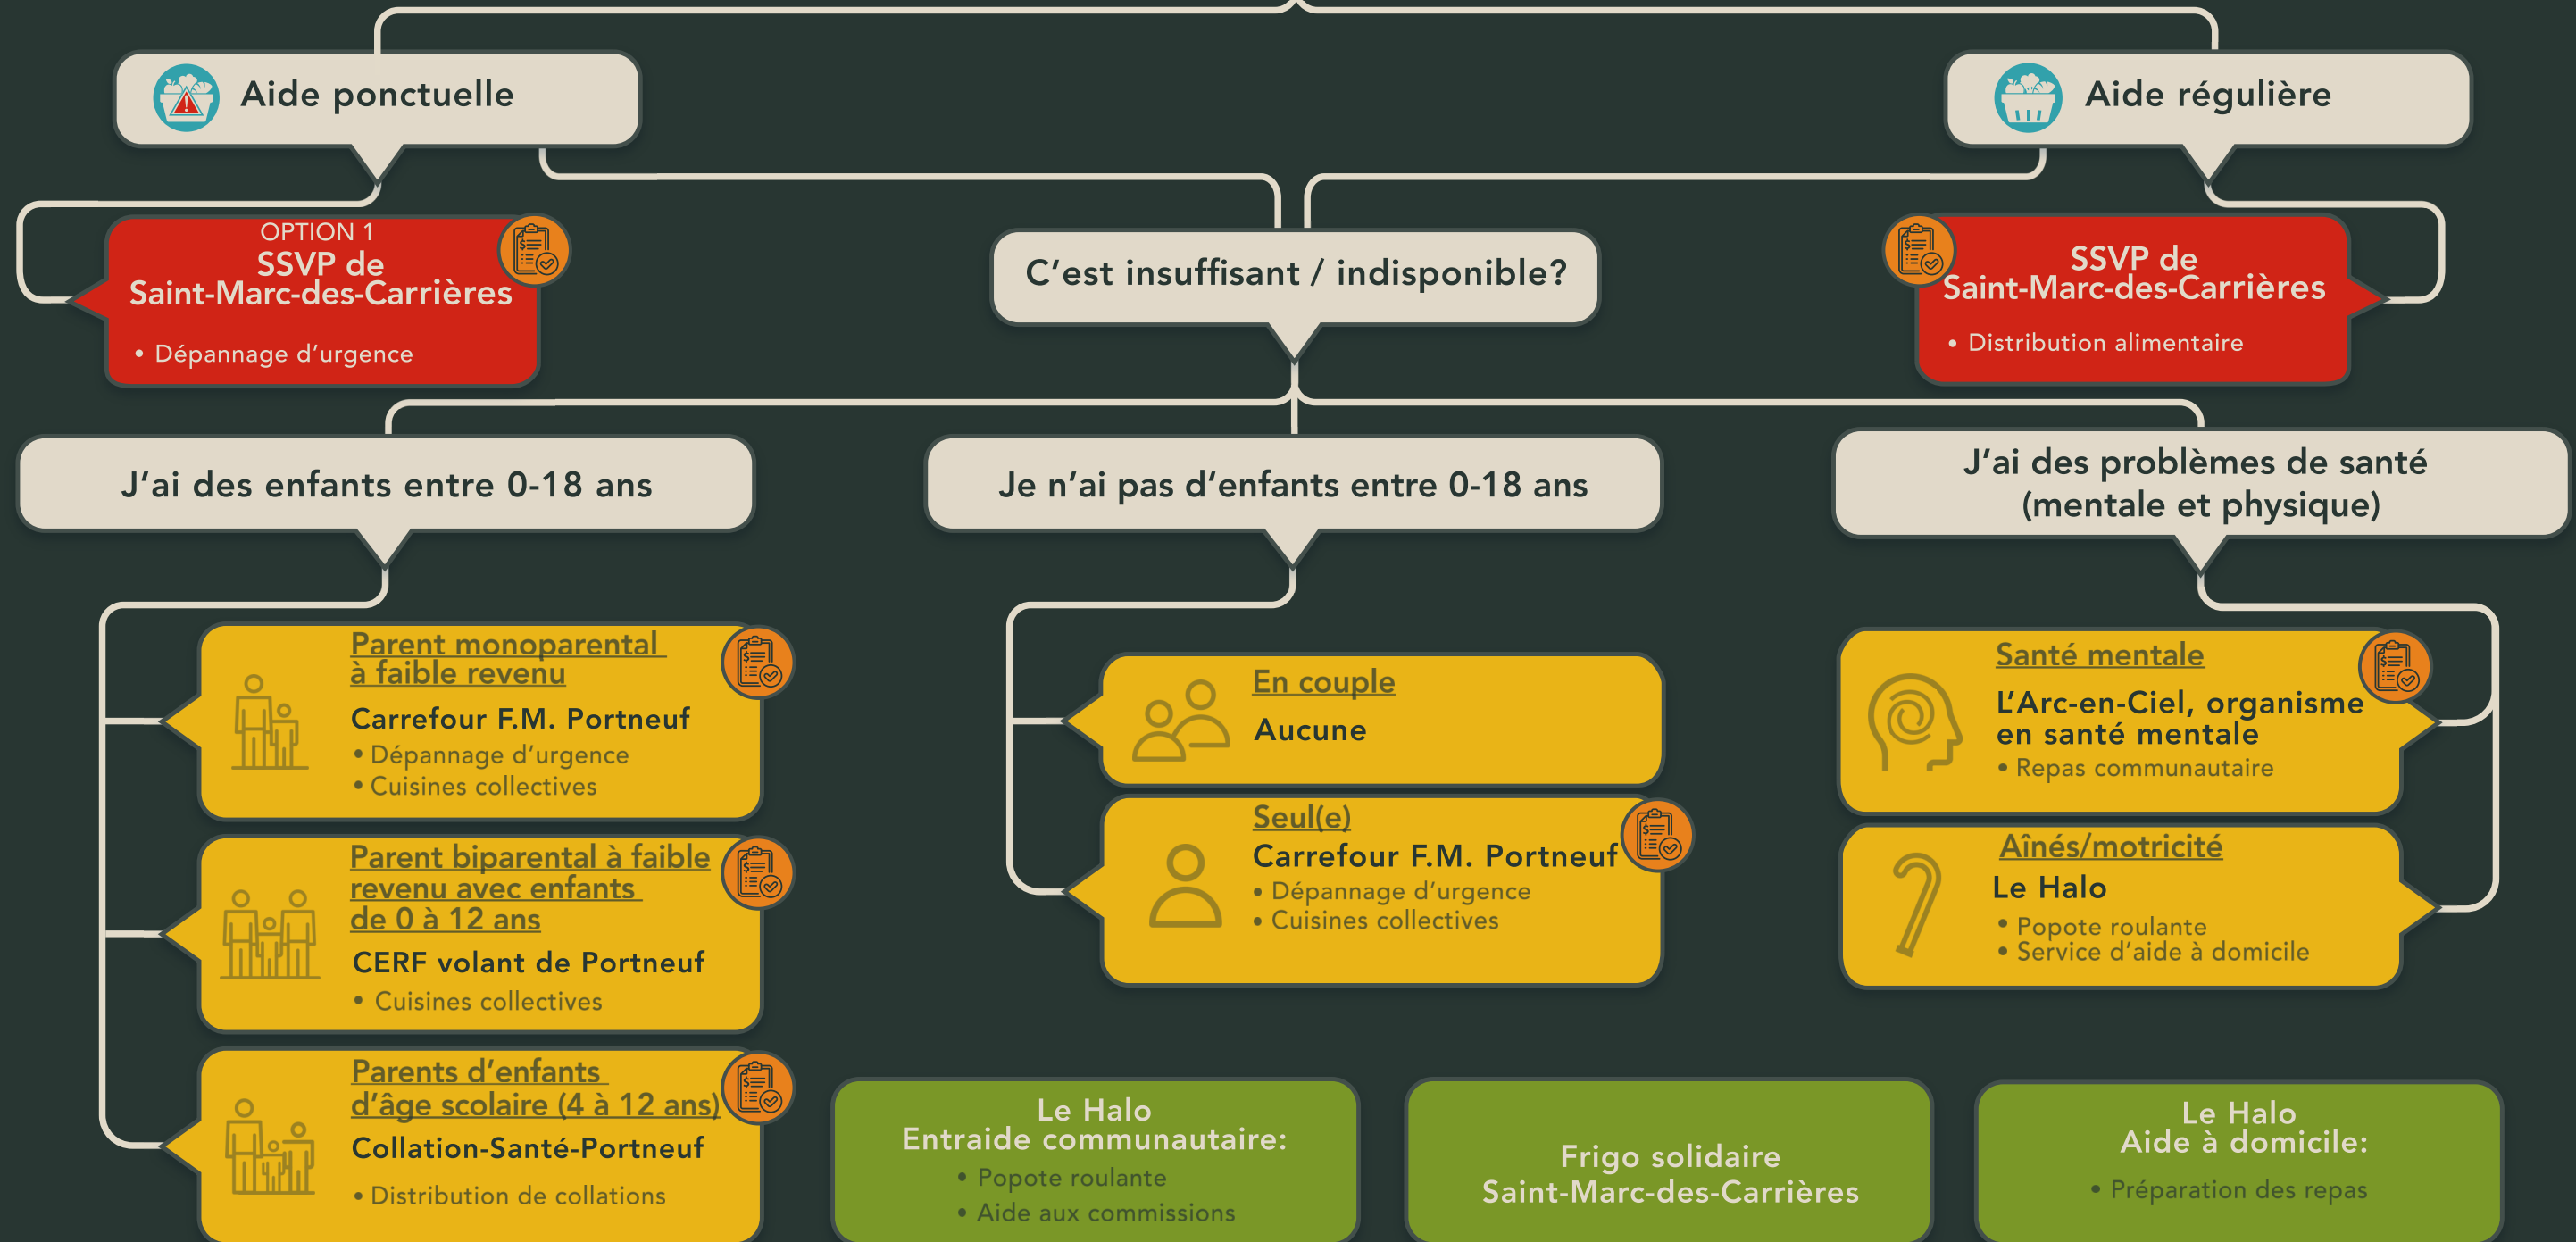 Aide ponctuelle
Aide régulière
OPTION 1
SSVP de
Saint-Marc-des-Carrières
• Dépannage d’urgence
C’est insuffisant / indisponible?
SSVP de
Saint-Marc-des-Carrières
• Distribution alimentaire
J’ai des enfants entre 0-18 ans
Je n’ai pas d’enfants entre 0-18 ans
J’ai des problèmes de santé
(mentale et physique)
Parent monoparental
à faible revenu
Carrefour F.M. Portneuf
• Dépannage d’urgence
• Cuisines collectives
Parent biparental à faible
revenu avec enfants
de 0 à 12 ans
CERF volant de Portneuf
• Cuisines collectives
Parents d’enfants
d’âge scolaire (4 à 12 ans)
Collation-Santé-Portneuf
• Distribution de collations
En couple
Aucune
Seul(e)
Carrefour F.M. Portneuf
• Dépannage d’urgence
• Cuisines collectives
Santé mentale
L’Arc-en-Ciel, organisme
en santé mentale
• Repas communautaire
Aînés/motricité
Le Halo
• Popote roulante
• Service d’aide à domicile
Le Halo
Entraide communautaire:
• Popote roulante
• Aide aux commissions
Frigo solidaire
Saint-Marc-des-Carrières
Le Halo
Aide à domicile:
• Préparation des repas